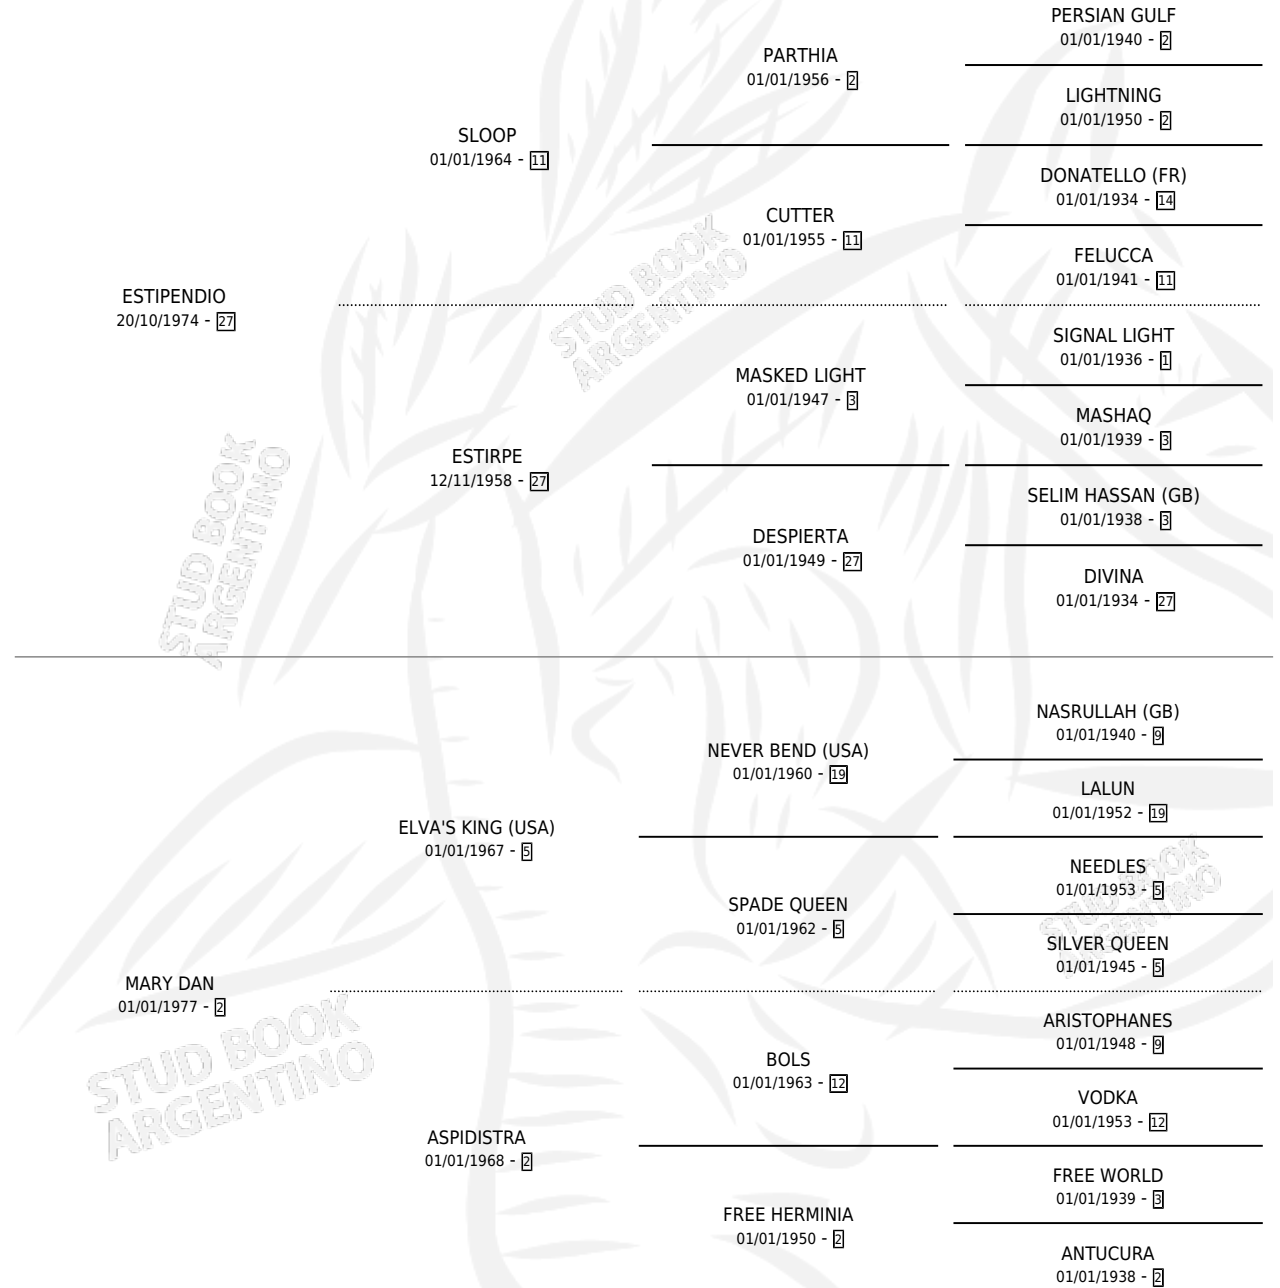 PERSIAN GULF
01/01/1940 - 2
PARTHIA
01/01/1956 - 2
LIGHTNING
01/01/1950 - 2
SLOOP
01/01/1964 - 11
DONATELLO (FR)
01/01/1934 - 14
CUTTER
01/01/1955 - 11
FELUCCA
01/01/1941 - 11
ESTIPENDIO
20/10/1974 - 27
SIGNAL LIGHT
01/01/1936 - 1
MASKED LIGHT
01/01/1947 - 3
MASHAQ
01/01/1939 - 3
ESTIRPE
12/11/1958 - 27
SELIM HASSAN (GB)
01/01/1938 - 3
DESPIERTA
01/01/1949 - 27
DIVINA
01/01/1934 - 27
NASRULLAH (GB)
01/01/1940 - 9
NEVER BEND (USA)
01/01/1960 - 19
LALUN
01/01/1952 - 19
ELVA'S KING (USA)
01/01/1967 - 5
NEEDLES
01/01/1953 - 5
SPADE QUEEN
01/01/1962 - 5
SILVER QUEEN
01/01/1945 - 5
MARY DAN
01/01/1977 - 2
ARISTOPHANES
01/01/1948 - 9
BOLS
01/01/1963 - 12
VODKA
01/01/1953 - 12
ASPIDISTRA
01/01/1968 - 2
FREE WORLD
01/01/1939 - 3
FREE HERMINIA
01/01/1950 - 2
ANTUCURA
01/01/1938 - 2
STUD BOOK
ARGENTINO
STUD BOOK
ARGENTINO
STUD BOOK
ARGENTINO
STUD BOOK
ARGENTINO